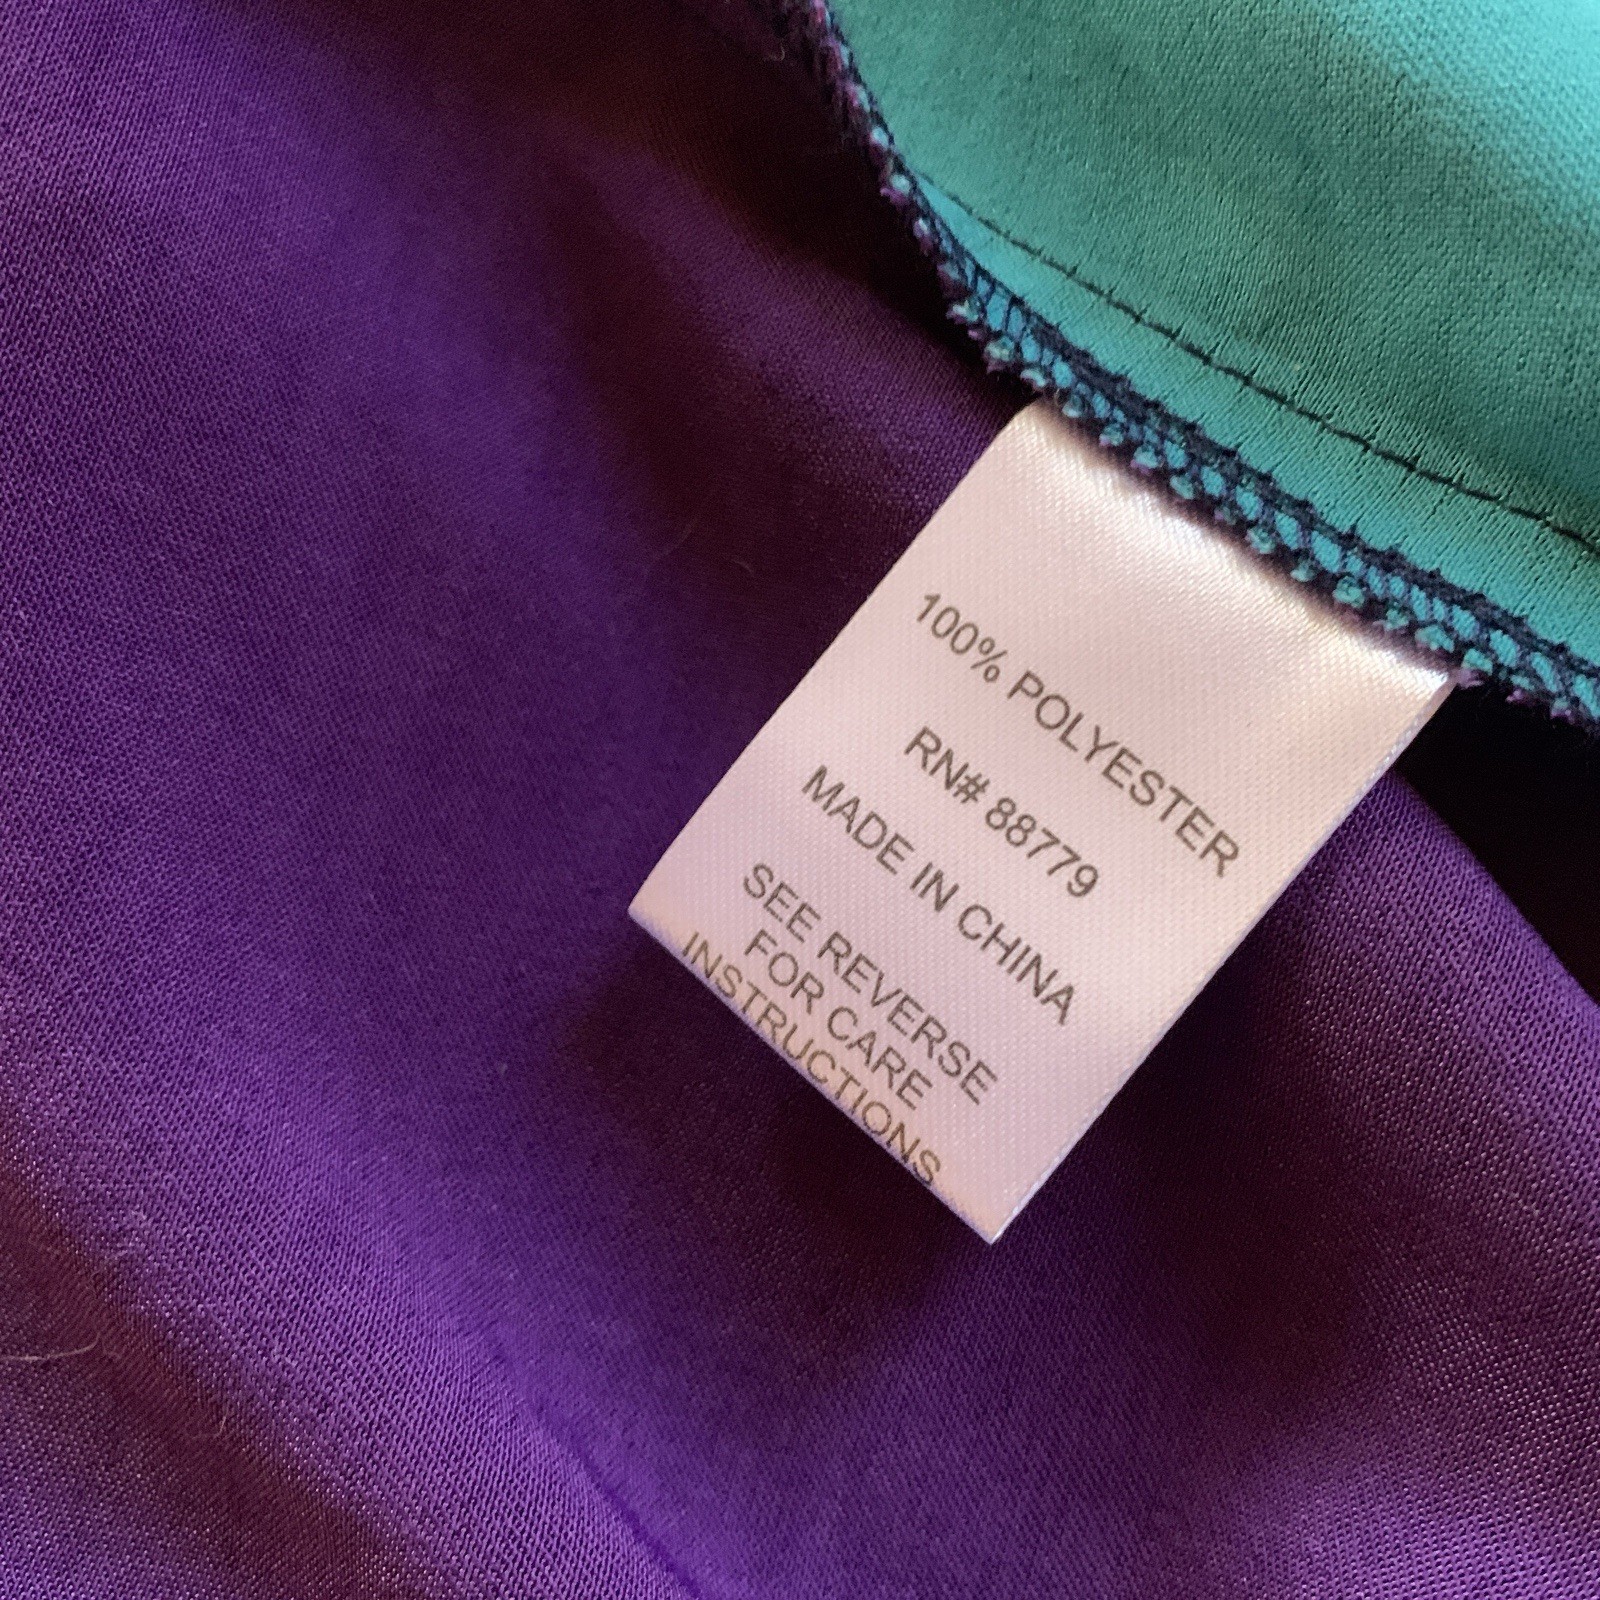 100% POLYESTER
RN# 88779
MADE IN CHINA
SEE REVERSE
FOR CARE
INSTRUCTIONS